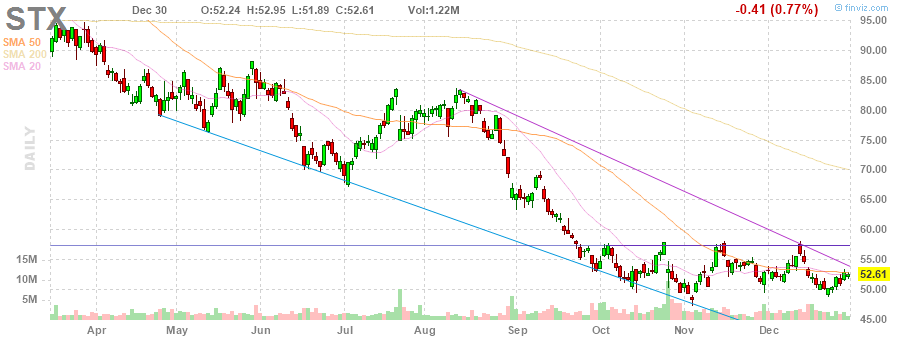 STX Dec 30 O:52.24 H:52.95 L:51.89 C:52.61 Vol:1.22M -0.41 (0.77%) © finviz.com
SMA 50
SMA 200
SMA 20
DAILY
95.00
90.00
85.00
80.00
75.00
70.00
65.00
60.00
55.00
52.61
50.00
45.00
15M
10M
5M
Apr May Jun Jul Aug Sep Oct Nov Dec